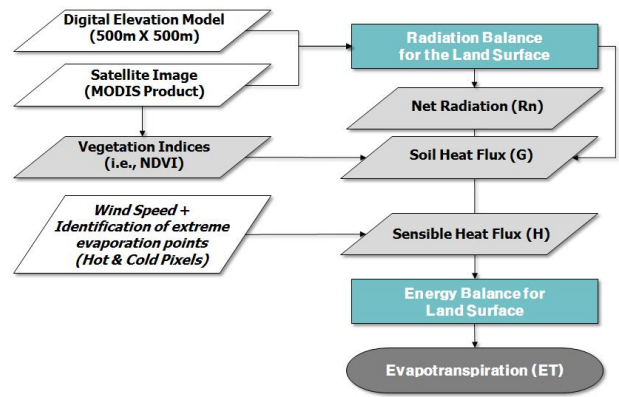 Digital Elevation Model
(500m X 500m)
Radiation Balance
for the Land Surface
Satellite Image
(MODIS Product)
Net Radiation (Rn)
Vegetation Indices
(i.e., NDVI)
Soil Heat Flux (G)
Wind Speed +
Identification of extreme
evaporation points
(Hot & Cold Pixels)
Sensible Heat Flux (H)
Energy Balance for
Land Surface
Evapotranspiration (ET)